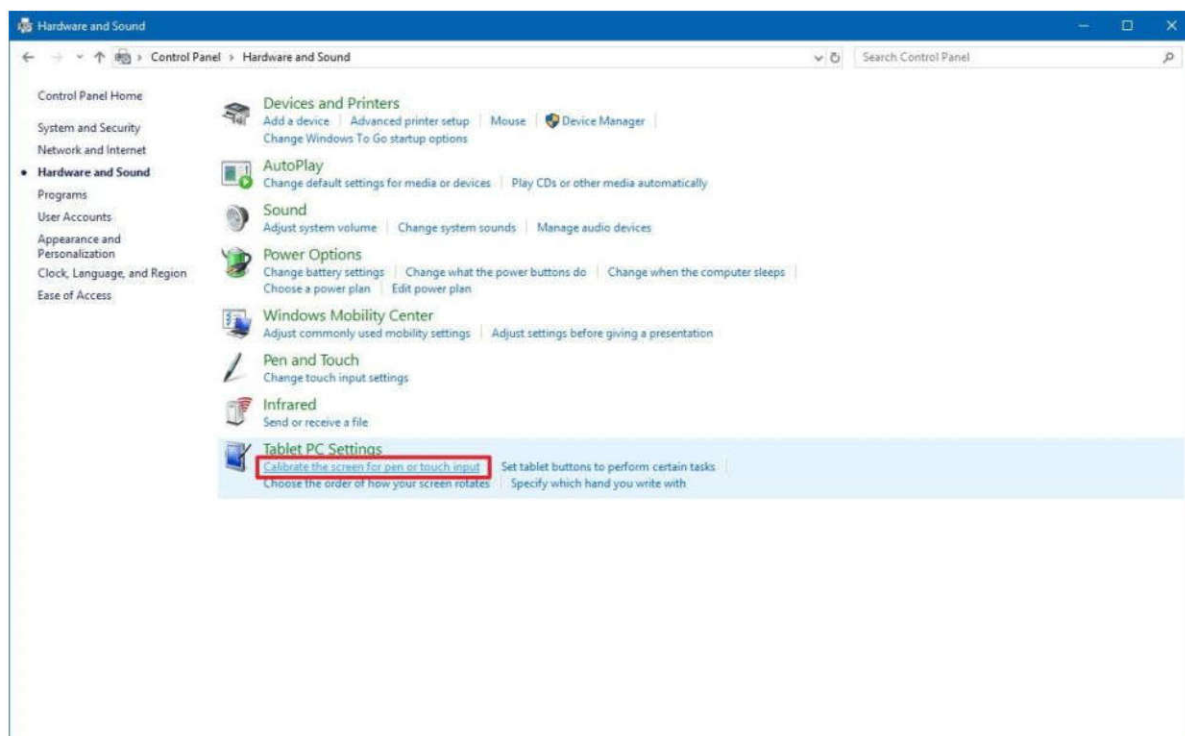 Hardware and Sound
Control Panel > Hardware and Sound
Search Control Panel
Control Panel Home
System and Security
Network and Internet
Hardware and Sound
Programs
User Accounts
Appearance and
Personalization
Clock, Language, and Region
Ease of Access
Devices and Printers
Add a device | Advanced printer setup | Mouse | Device Manager
Change Windows To Go startup options
AutoPlay
Change default settings for media or devices | Play CDs or other media automatically
Sound
Adjust system volume | Change system sounds | Manage audio devices
Power Options
Change battery settings | Change what the power buttons do | Change when the computer sleeps
Choose a power plan | Edit power plan
Windows Mobility Center
Adjust commonly used mobility settings | Adjust settings before giving a presentation
Pen and Touch
Change touch input settings
Infrared
Send or receive a file
Tablet PC Settings
Calibrate the screen for pen or touch input | Set tablet buttons to perform certain tasks
Choose the order of how your screen rotates | Specify which hand you write with